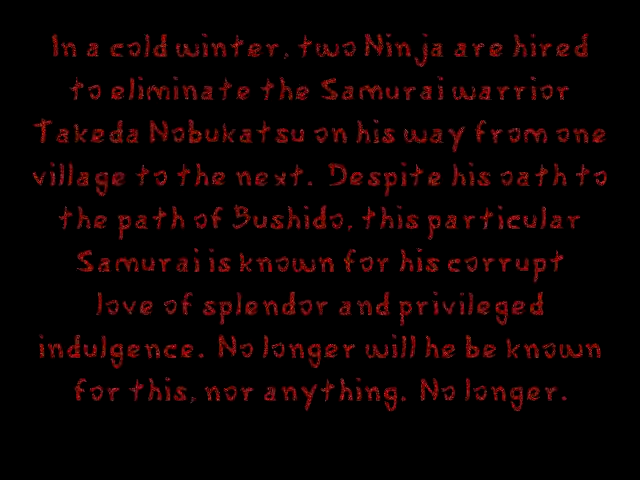 In a cold winter, two Ninja are hired
to eliminate the Samurai warrior
Takeda Nobukatsu on his way from one
village to the next. Despite his oath to
the path of Bushido, this particular
Samurai is known for his corrupt
love of splendor and privileged
indulgence. No longer will he be known
for this, nor anything. No longer.